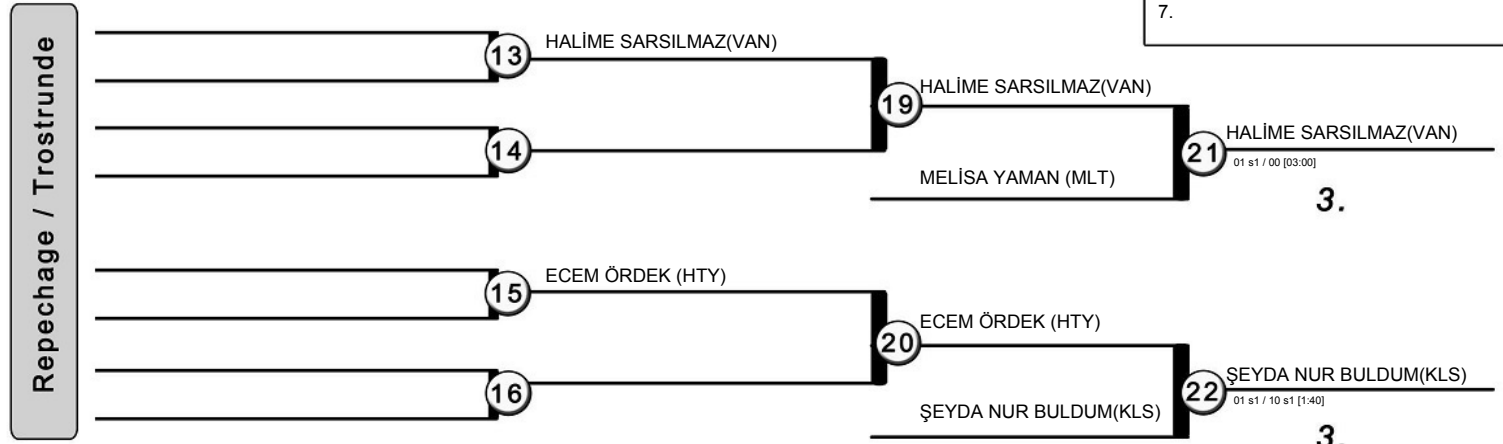 7.
Repechage / Trostrunde
13
HALİME SARSILMAZ(VAN)
14
19
HALİME SARSILMAZ(VAN)
MELİSA YAMAN (MLT)
21
HALİME SARSILMAZ(VAN)
01 s1 / 00 [03:00]
3.
15
ECEM ÖRDEK (HTY)
16
20
ECEM ÖRDEK (HTY)
ŞEYDA NUR BULDUM(KLS)
22
ŞEYDA NUR BULDUM(KLS)
01 s1 / 10 s1 [1:40]
3.